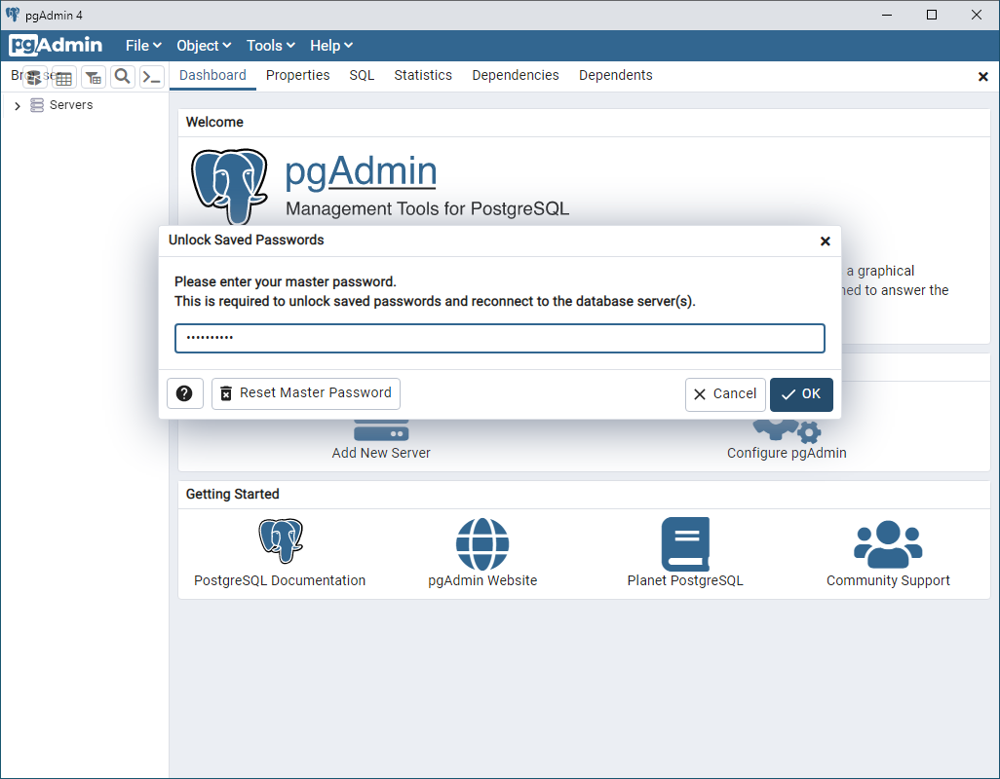 pgAdmin 4
pgAdmin File Object Tools Help
Dashboard Properties SQL Statistics Dependencies Dependents
Servers
Welcome
pgAdmin
Management Tools for PostgreSQL
a graphical
to answer the
Unlock Saved Passwords
Please enter your master password.
This is required to unlock saved passwords and reconnect to the database server(s).
••••••••••
Reset Master Password Cancel OK
Add New Server Configure pgAdmin
Getting Started
PostgreSQL Documentation pgAdmin Website Planet PostgreSQL Community Support